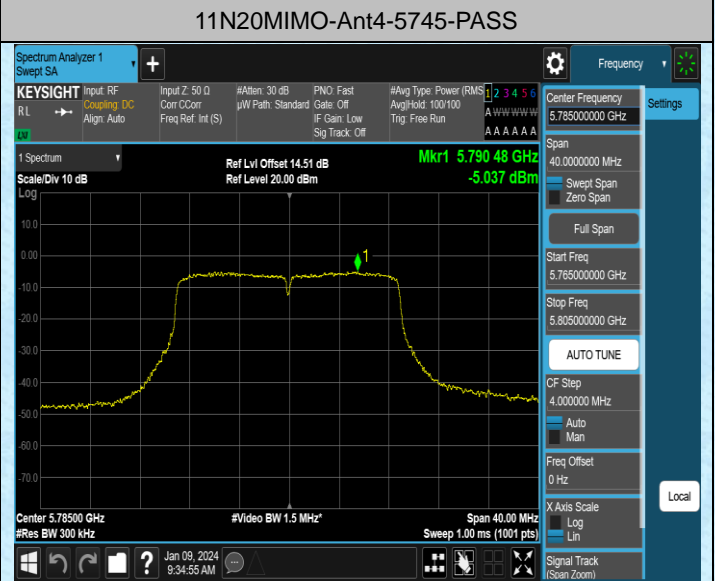 11N20MIMO-Ant4-5745-PASS
Spectrum Analyzer 1
Swept SA
+
Frequency
KEYSIGHT
RL
LXI
Input: RF
Coupling: DC
Align: Auto
Input Z: 50 Ω
Corr CCorr
Freq Ref: Int (S)
#Atten: 30 dB
µW Path: Standard
PNO: Fast
Gate: Off
IF Gain: Low
Sig Track: Off
#Avg Type: Power (RMS
Avg|Hold: 100/100
Trig: Free Run
1 2 3 4 5 6
A W W W W W
A A A A A A
1 Spectrum
Scale/Div 10 dB
Log
Ref Lvl Offset 14.51 dB
Ref Level 20.00 dBm
Mkr1 5.790 48 GHz
-5.037 dBm
10.0
0.00
-10.0
-20.0
-30.0
-40.0
-50.0
-60.0
-70.0
1
Center 5.78500 GHz
#Res BW 300 kHz
#Video BW 1.5 MHz*
Span 40.00 MHz
Sweep 1.00 ms (1001 pts)
?
Jan 09, 2024
9:34:55 AM
Center Frequency
5.785000000 GHz
Settings
Span
40.0000000 MHz
Swept Span
Zero Span
Full Span
Start Freq
5.765000000 GHz
Stop Freq
5.805000000 GHz
AUTO TUNE
CF Step
4.000000 MHz
Auto
Man
Freq Offset
0 Hz
X Axis Scale
Log
Lin
Local
Signal Track
(Span Zoom)